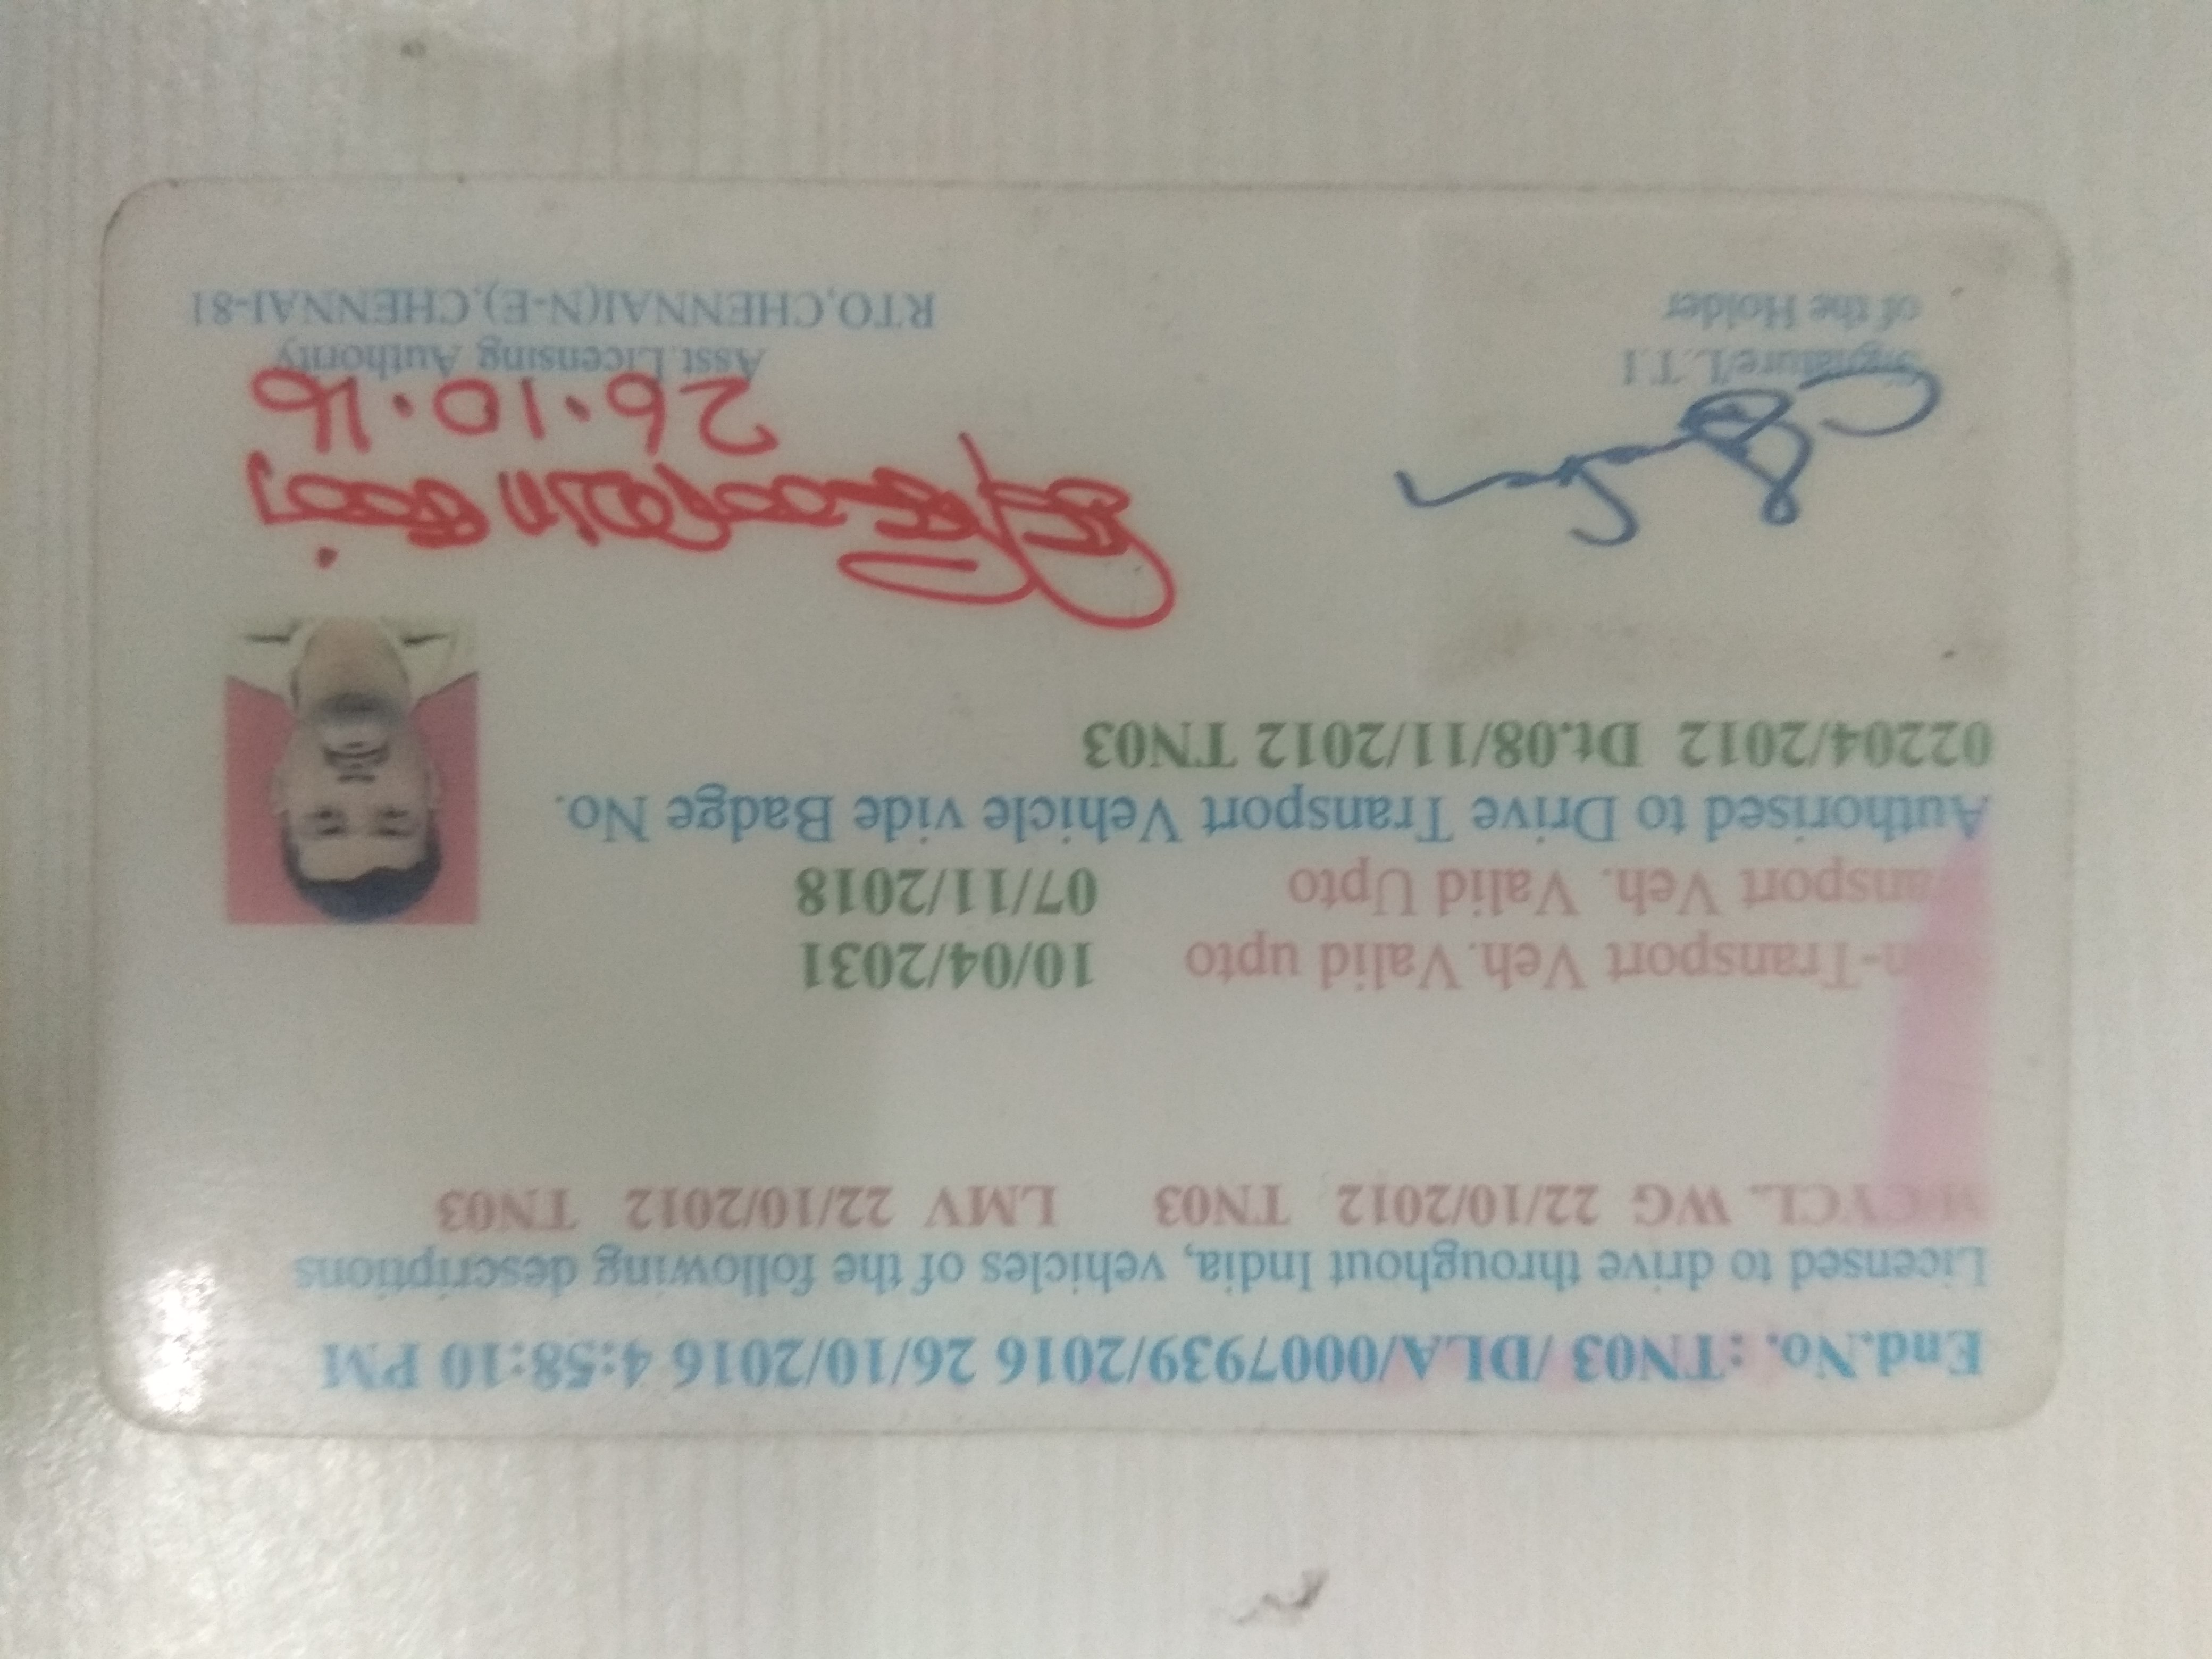 End.No. :TN03 /DLA/0007939/2016 26/10/2016 4:58:10 PM
Licensed to drive throughout India, vehicles of the following descriptions
M/CYCL. WG 22/10/2012 TN03 LMV 22/10/2012 TN03
n-Transport Veh.Valid upto 10/04/2031
ansport Veh. Valid Upto 07/11/2018
Authorised to Drive Transport Vehicle vide Badge No.
02204/2012 Dt.08/11/2012 TN03
26.10.16
Signature/L.T.I Asst.Licensing Authority
of the Holder RTO,CHENNAI(N-E),CHENNAI-81